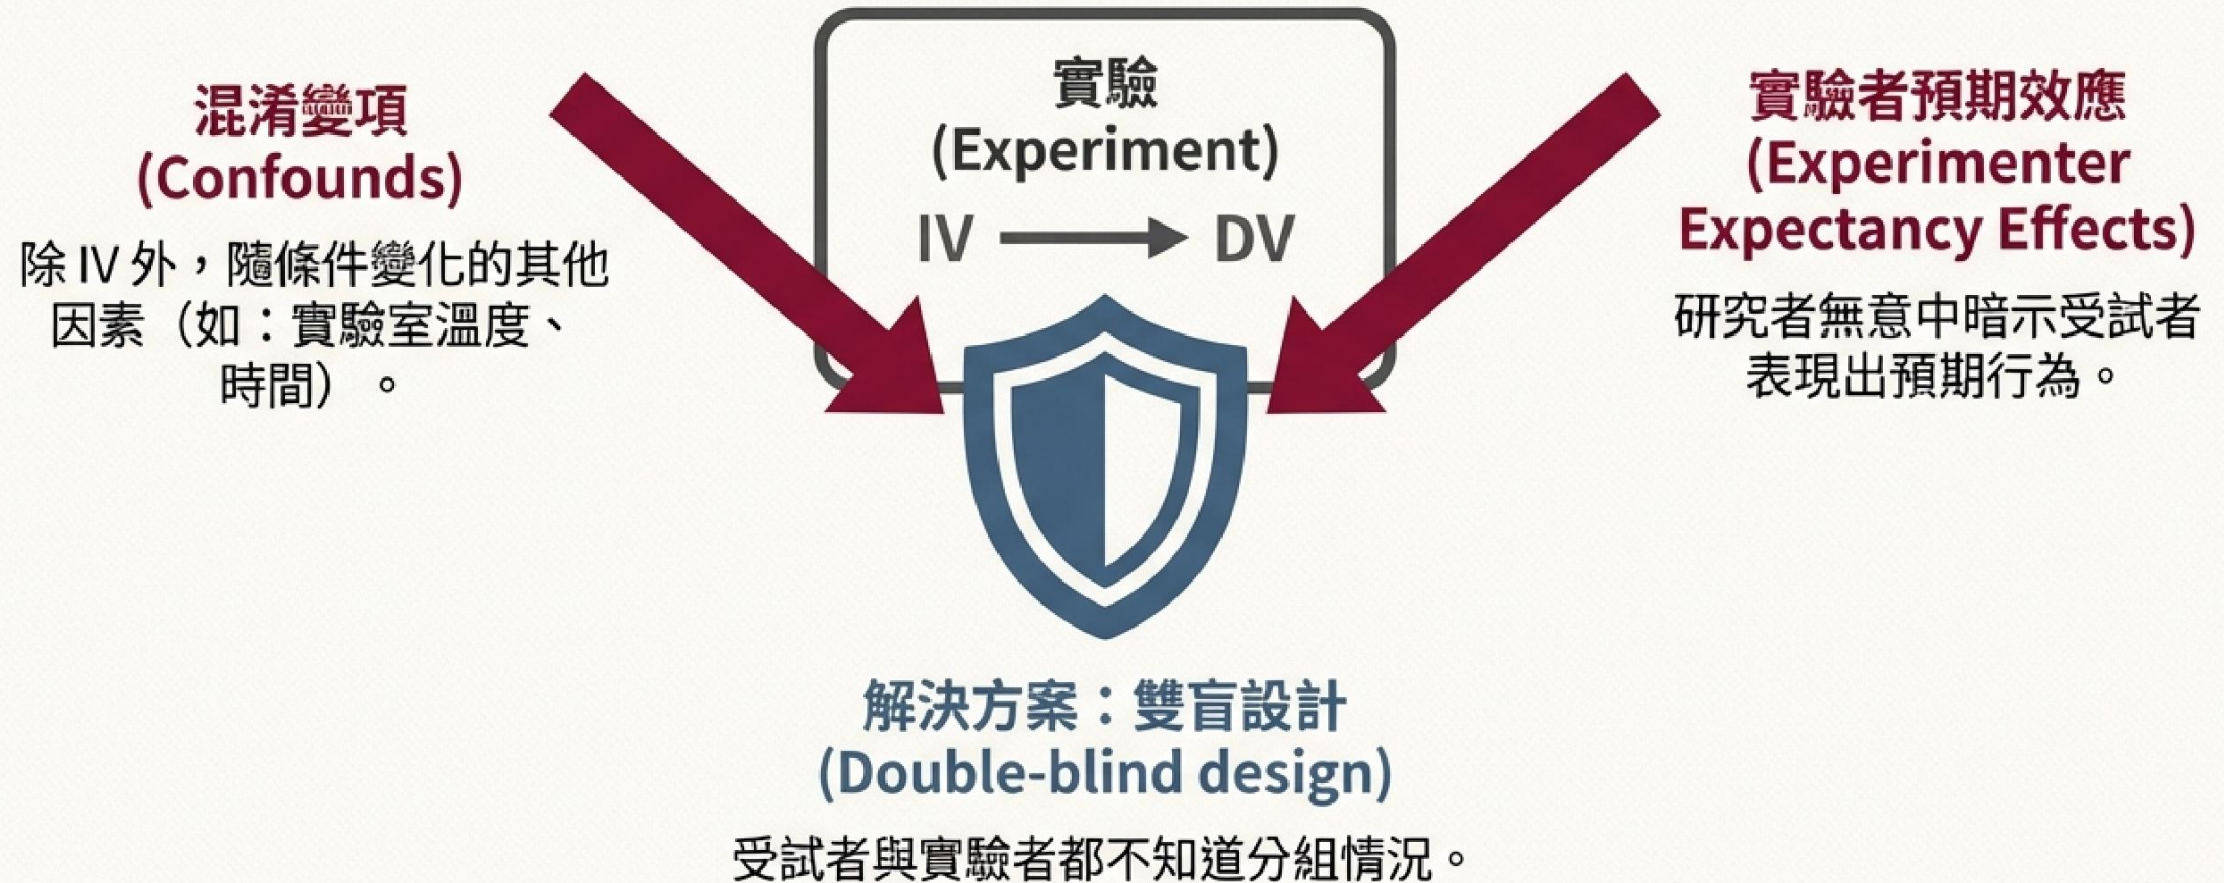 混淆變項
(Confounds)
除 IV 外，隨條件變化的其他
因素（如：實驗室溫度、
時間）。
實驗
(Experiment)
IV
DV
實驗者預期效應
(Experimenter
Expectancy Effects)
研究者無意中暗示受試者
表現出預期行為。
解決方案：雙盲設計
(Double-blind design)
受試者與實驗者都不知道分組情況。